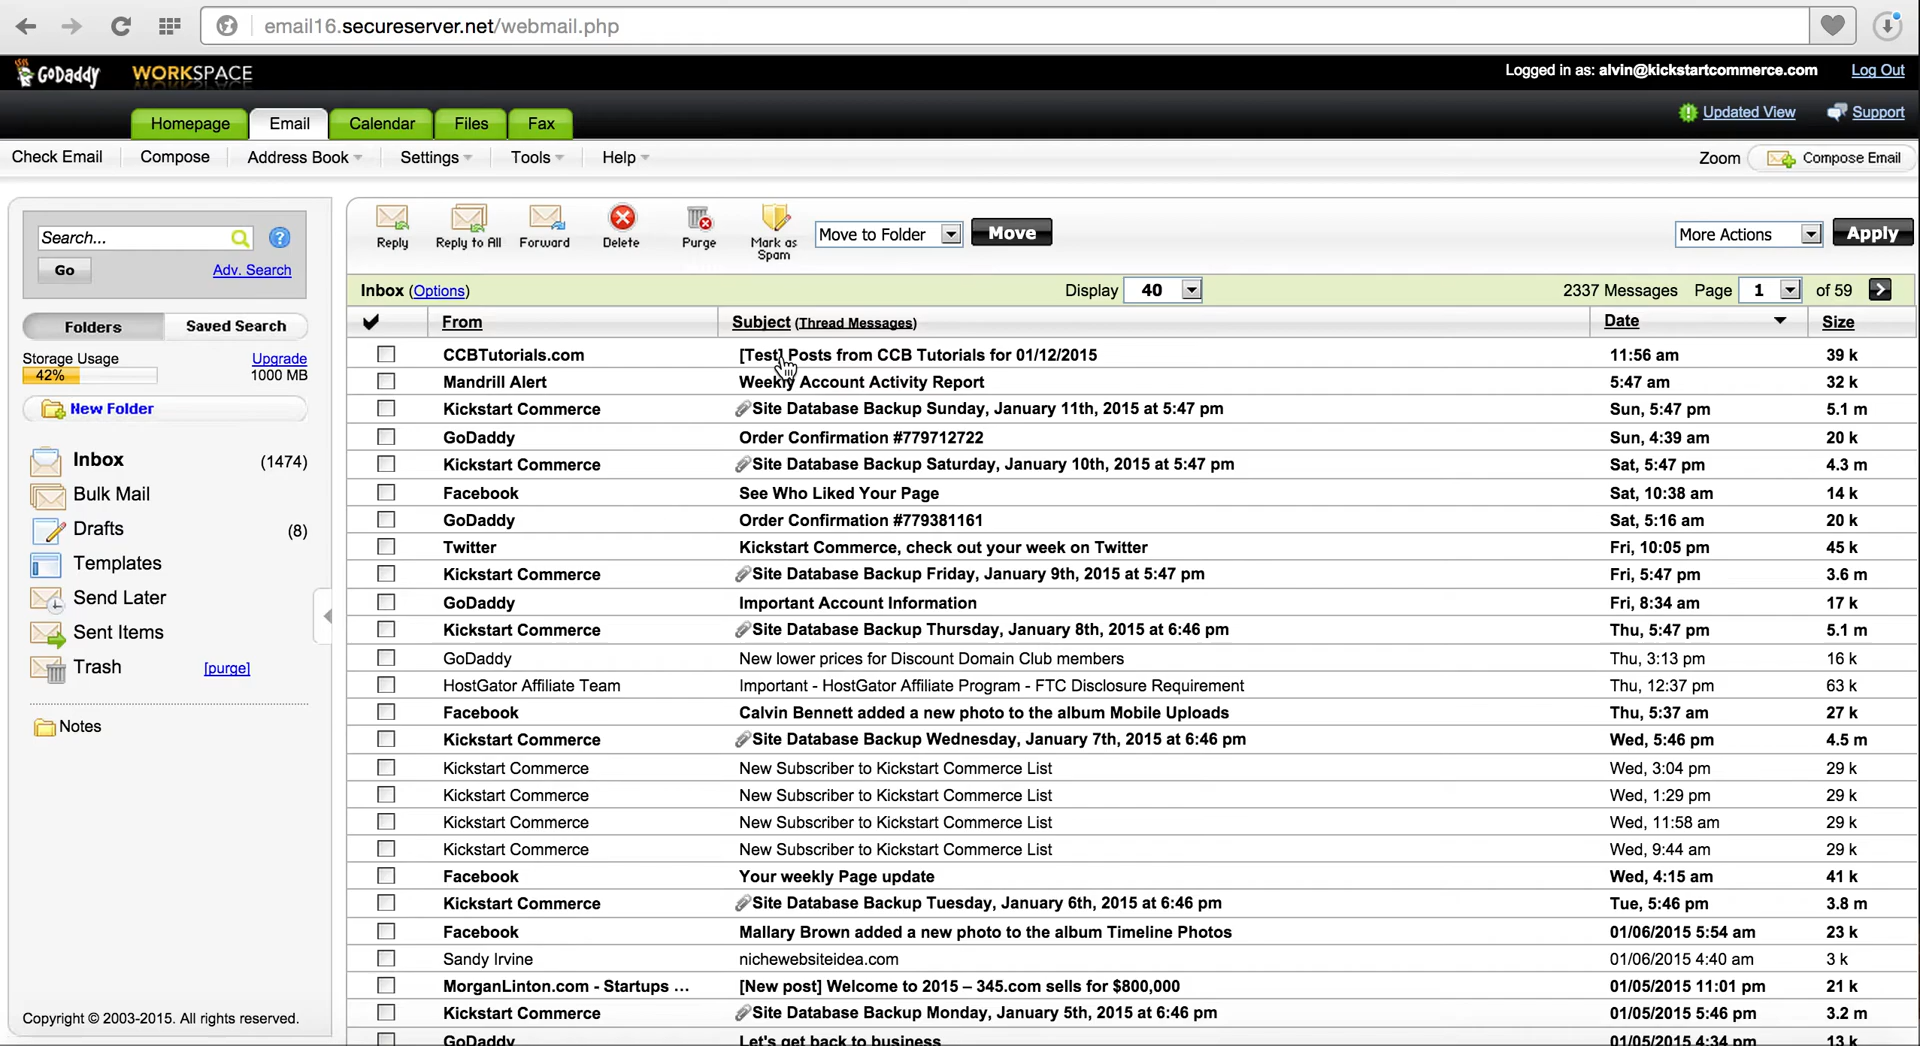 email16.secureserver.net/webmail.php
GoDaddy WORKSPACE Logged in as: alvin@kickstartcommerce.com Log Out
Homepage Email Calendar Files Fax Updated View Support
Check Email Compose Address Book Settings Tools Help Zoom Compose Email
Search... Go Adv. Search
Folders Saved Search
Storage Usage Upgrade
42% 1000 MB
New Folder
Inbox (1474)
Bulk Mail
Drafts (8)
Templates
Send Later
Sent Items
Trash [purge]
Notes
Copyright © 2003-2015. All rights reserved.
Reply Reply to All Forward Delete Purge Mark as Spam Move to Folder Move More Actions Apply
Inbox (Options) Display 40 2337 Messages Page 1 of 59
From Subject (Thread Messages) Date Size
CCBTutorials.com [Test] Posts from CCB Tutorials for 01/12/2015 11:56 am 39 k
Mandrill Alert Weekly Account Activity Report 5:47 am 32 k
Kickstart Commerce Site Database Backup Sunday, January 11th, 2015 at 5:47 pm Sun, 5:47 pm 5.1 m
GoDaddy Order Confirmation #779712722 Sun, 4:39 am 20 k
Kickstart Commerce Site Database Backup Saturday, January 10th, 2015 at 5:47 pm Sat, 5:47 pm 4.3 m
Facebook See Who Liked Your Page Sat, 10:38 am 14 k
GoDaddy Order Confirmation #779381161 Sat, 5:16 am 20 k
Twitter Kickstart Commerce, check out your week on Twitter Fri, 10:05 pm 45 k
Kickstart Commerce Site Database Backup Friday, January 9th, 2015 at 5:47 pm Fri, 5:47 pm 3.6 m
GoDaddy Important Account Information Fri, 8:34 am 17 k
Kickstart Commerce Site Database Backup Thursday, January 8th, 2015 at 6:46 pm Thu, 5:47 pm 5.1 m
GoDaddy New lower prices for Discount Domain Club members Thu, 3:13 pm 16 k
HostGator Affiliate Team Important - HostGator Affiliate Program - FTC Disclosure Requirement Thu, 12:37 pm 63 k
Facebook Calvin Bennett added a new photo to the album Mobile Uploads Thu, 5:37 am 27 k
Kickstart Commerce Site Database Backup Wednesday, January 7th, 2015 at 6:46 pm Wed, 5:46 pm 4.5 m
Kickstart Commerce New Subscriber to Kickstart Commerce List Wed, 3:04 pm 29 k
Kickstart Commerce New Subscriber to Kickstart Commerce List Wed, 1:29 pm 29 k
Kickstart Commerce New Subscriber to Kickstart Commerce List Wed, 11:58 am 29 k
Kickstart Commerce New Subscriber to Kickstart Commerce List Wed, 9:44 am 29 k
Facebook Your weekly Page update Wed, 4:15 am 41 k
Kickstart Commerce Site Database Backup Tuesday, January 6th, 2015 at 6:46 pm Tue, 5:46 pm 3.8 m
Facebook Mallary Brown added a new photo to the album Timeline Photos 01/06/2015 5:54 am 23 k
Sandy Irvine nichewebsiteidea.com 01/06/2015 4:40 am 3 k
MorganLinton.com - Startups ... [New post] Welcome to 2015 – 345.com sells for $800,000 01/05/2015 11:01 pm 21 k
Kickstart Commerce Site Database Backup Monday, January 5th, 2015 at 6:46 pm 01/05/2015 5:46 pm 3.2 m
GoDaddy Let's get back to business 01/05/2015 4:34 pm 13 k